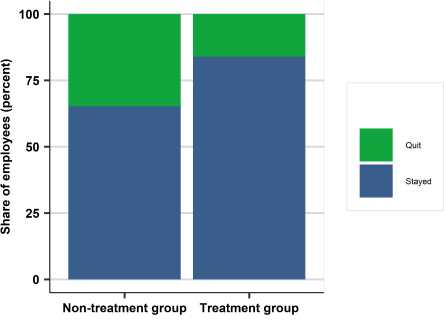 Share of employees (percent)
100
75
50
25
0
Non-treatment group
Treatment group
Quit
Stayed